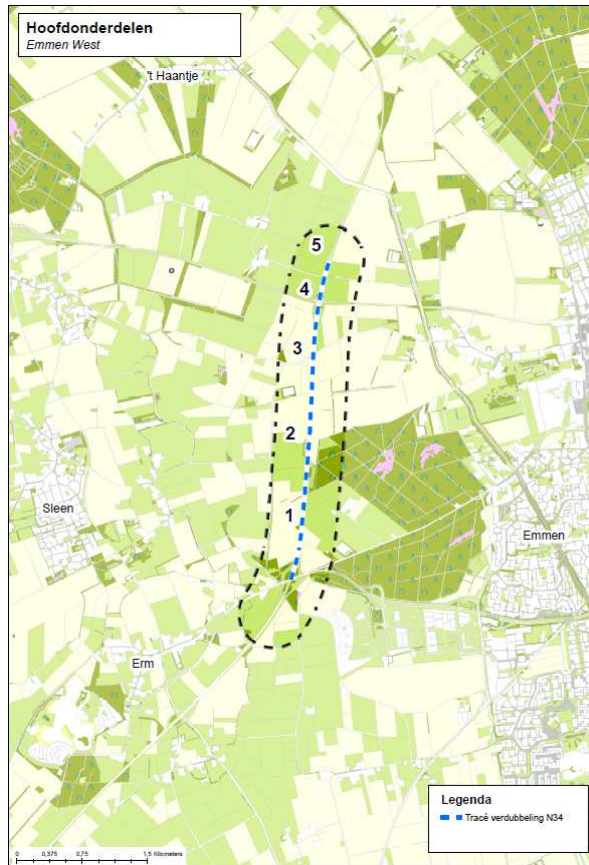 Hoofdonderdelen
Emmen West
't Haantje
5
4
3
2
1
Sleen
Emmen
Erm
Legenda
Tracé verdubbeling N34
0 0,375 0,75 1,5 Kilometers